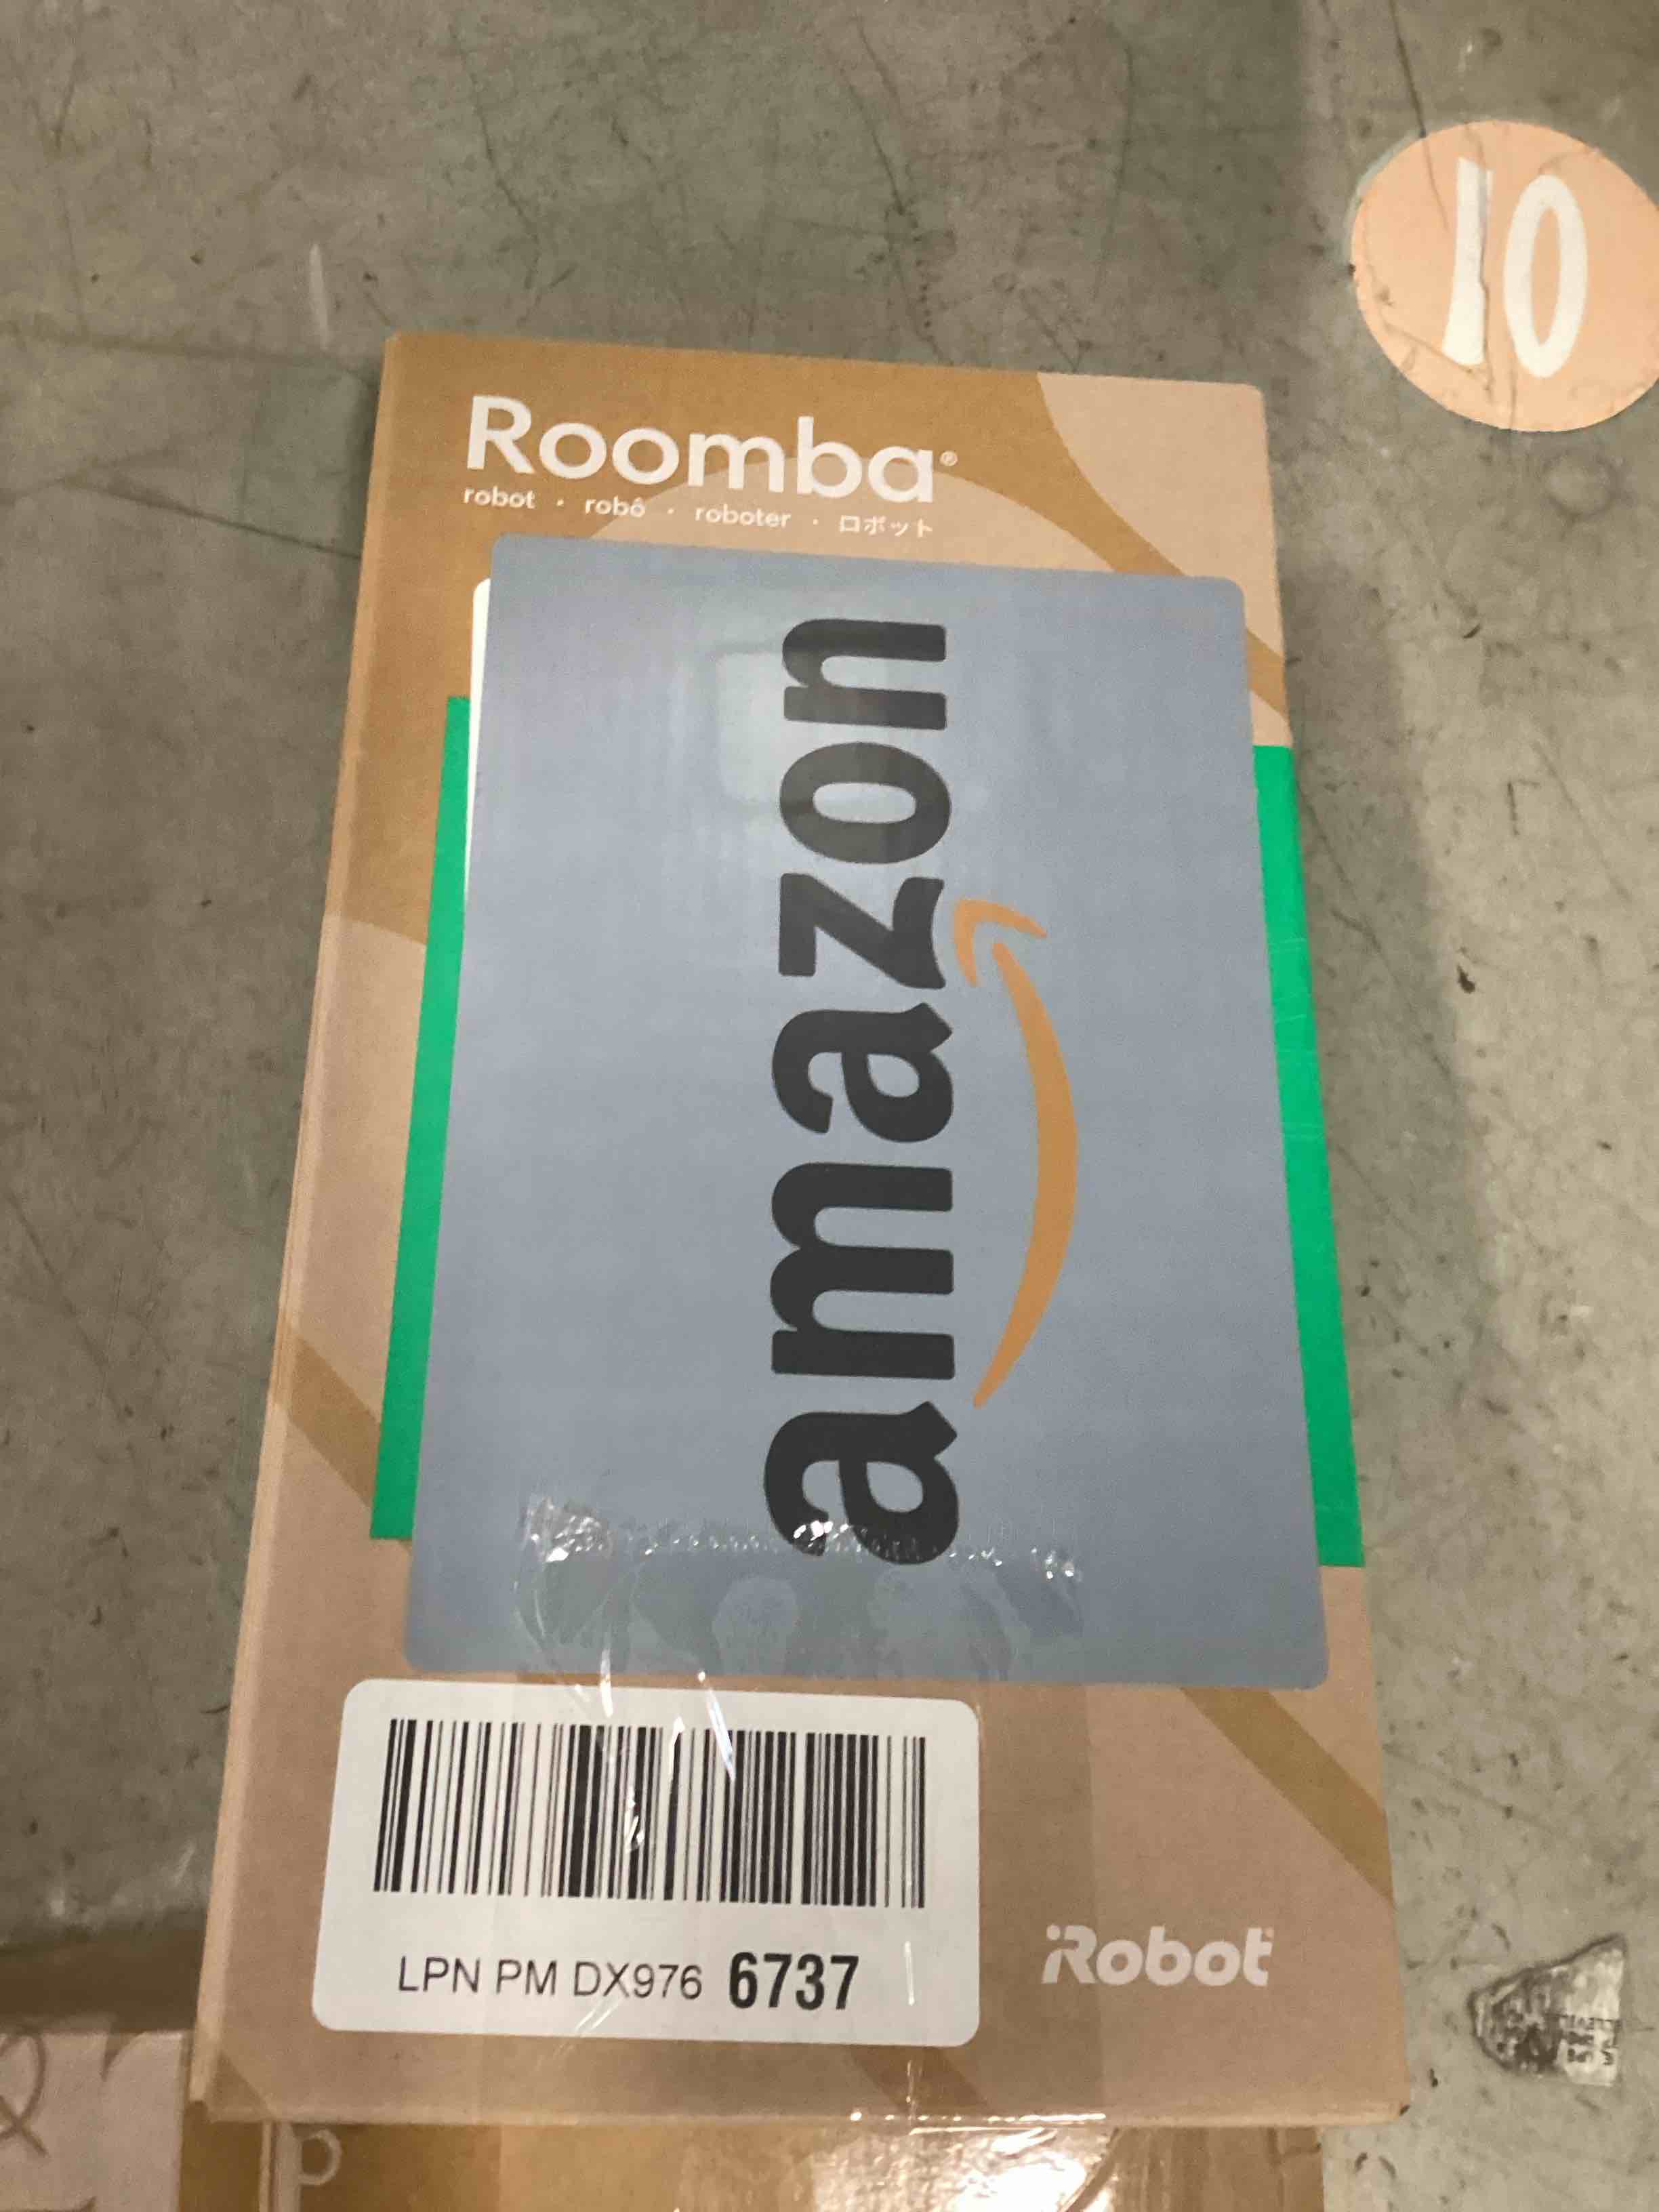 10
Roomba®
robot · robô · roboter · ロボット
amazon
LPN PM DX976 6737
iRobot